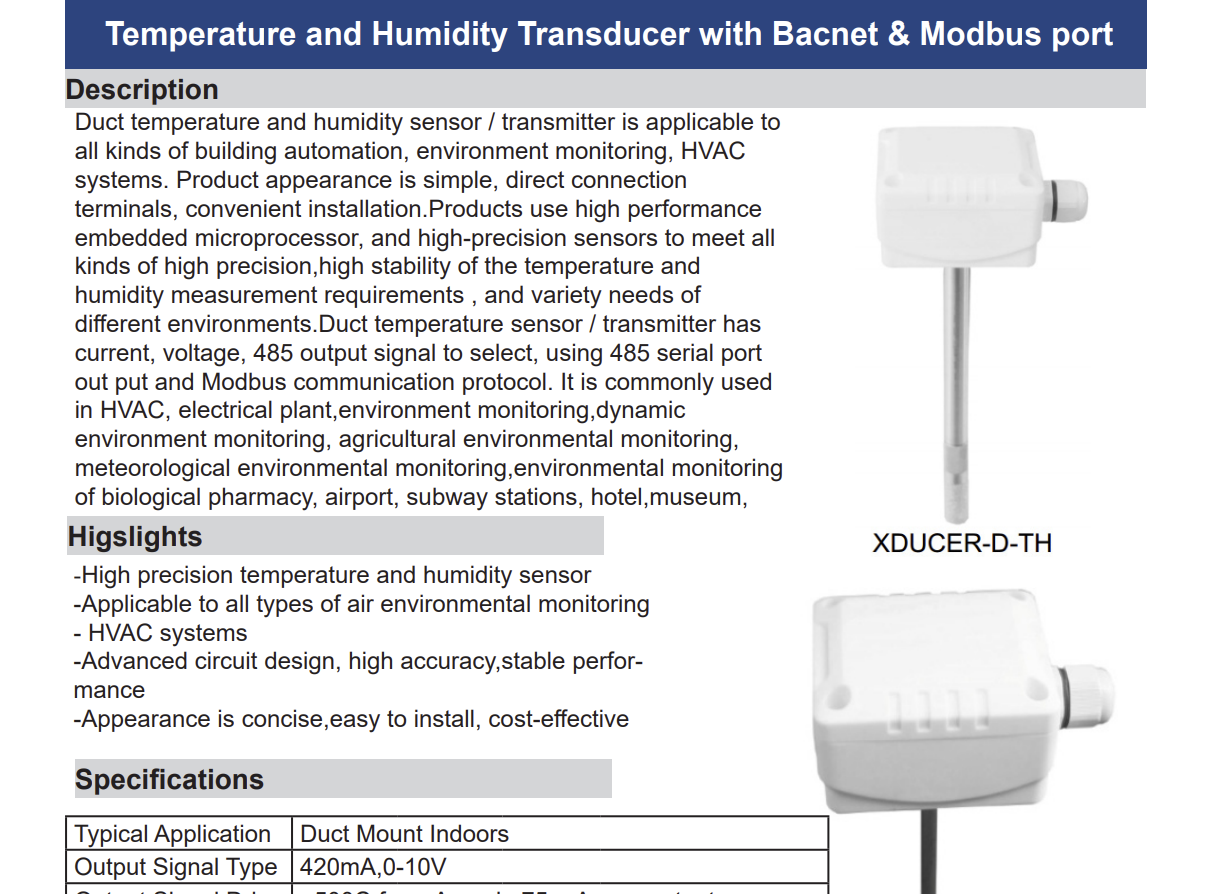 Temperature and Humidity Transducer with Bacnet & Modbus port
Description
Duct temperature and humidity sensor / transmitter is applicable to
all kinds of building automation, environment monitoring, HVAC
systems. Product appearance is simple, direct connection
terminals, convenient installation.Products use high performance
embedded microprocessor, and high-precision sensors to meet all
kinds of high precision,high stability of the temperature and
humidity measurement requirements , and variety needs of
different environments.Duct temperature sensor / transmitter has
current, voltage, 485 output signal to select, using 485 serial port
out put and Modbus communication protocol. It is commonly used
in HVAC, electrical plant,environment monitoring,dynamic
environment monitoring, agricultural environmental monitoring,
meteorological environmental monitoring,environmental monitoring
of biological pharmacy, airport, subway stations, hotel,museum,
XDUCER-D-TH
Higslights
-High precision temperature and humidity sensor
-Applicable to all types of air environmental monitoring
- HVAC systems
-Advanced circuit design, high accuracy,stable perfor-
mance
-Appearance is concise,easy to install, cost-effective
Specifications
Typical Application Duct Mount Indoors
Output Signal Type 420mA,0-10V